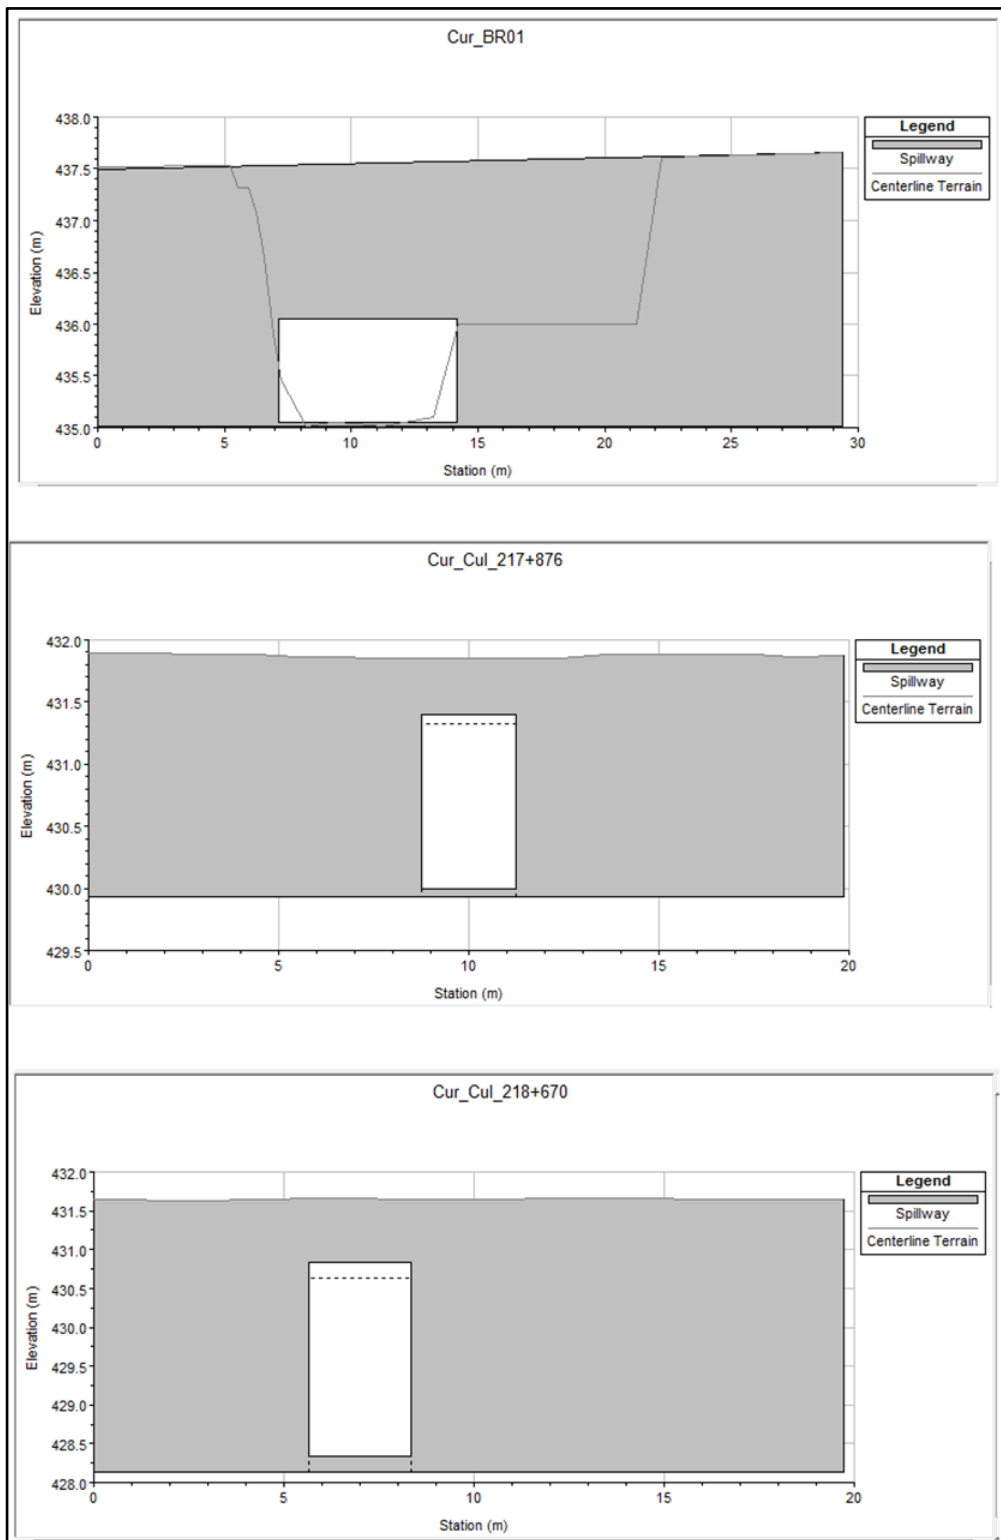 Cur_BR01
438.0
437.5
437.0
436.5
436.0
435.5
435.0
Elevation (m)
0 5 10 15 20 25 30
Station (m)
Legend
Spillway
Centerline Terrain
Cur_Cul_217+876
432.0
431.5
431.0
430.5
430.0
429.5
Elevation (m)
0 5 10 15 20
Station (m)
Legend
Spillway
Centerline Terrain
Cur_Cul_218+670
432.0
431.5
431.0
430.5
430.0
429.5
429.0
428.5
428.0
Elevation (m)
0 5 10 15 20
Station (m)
Legend
Spillway
Centerline Terrain